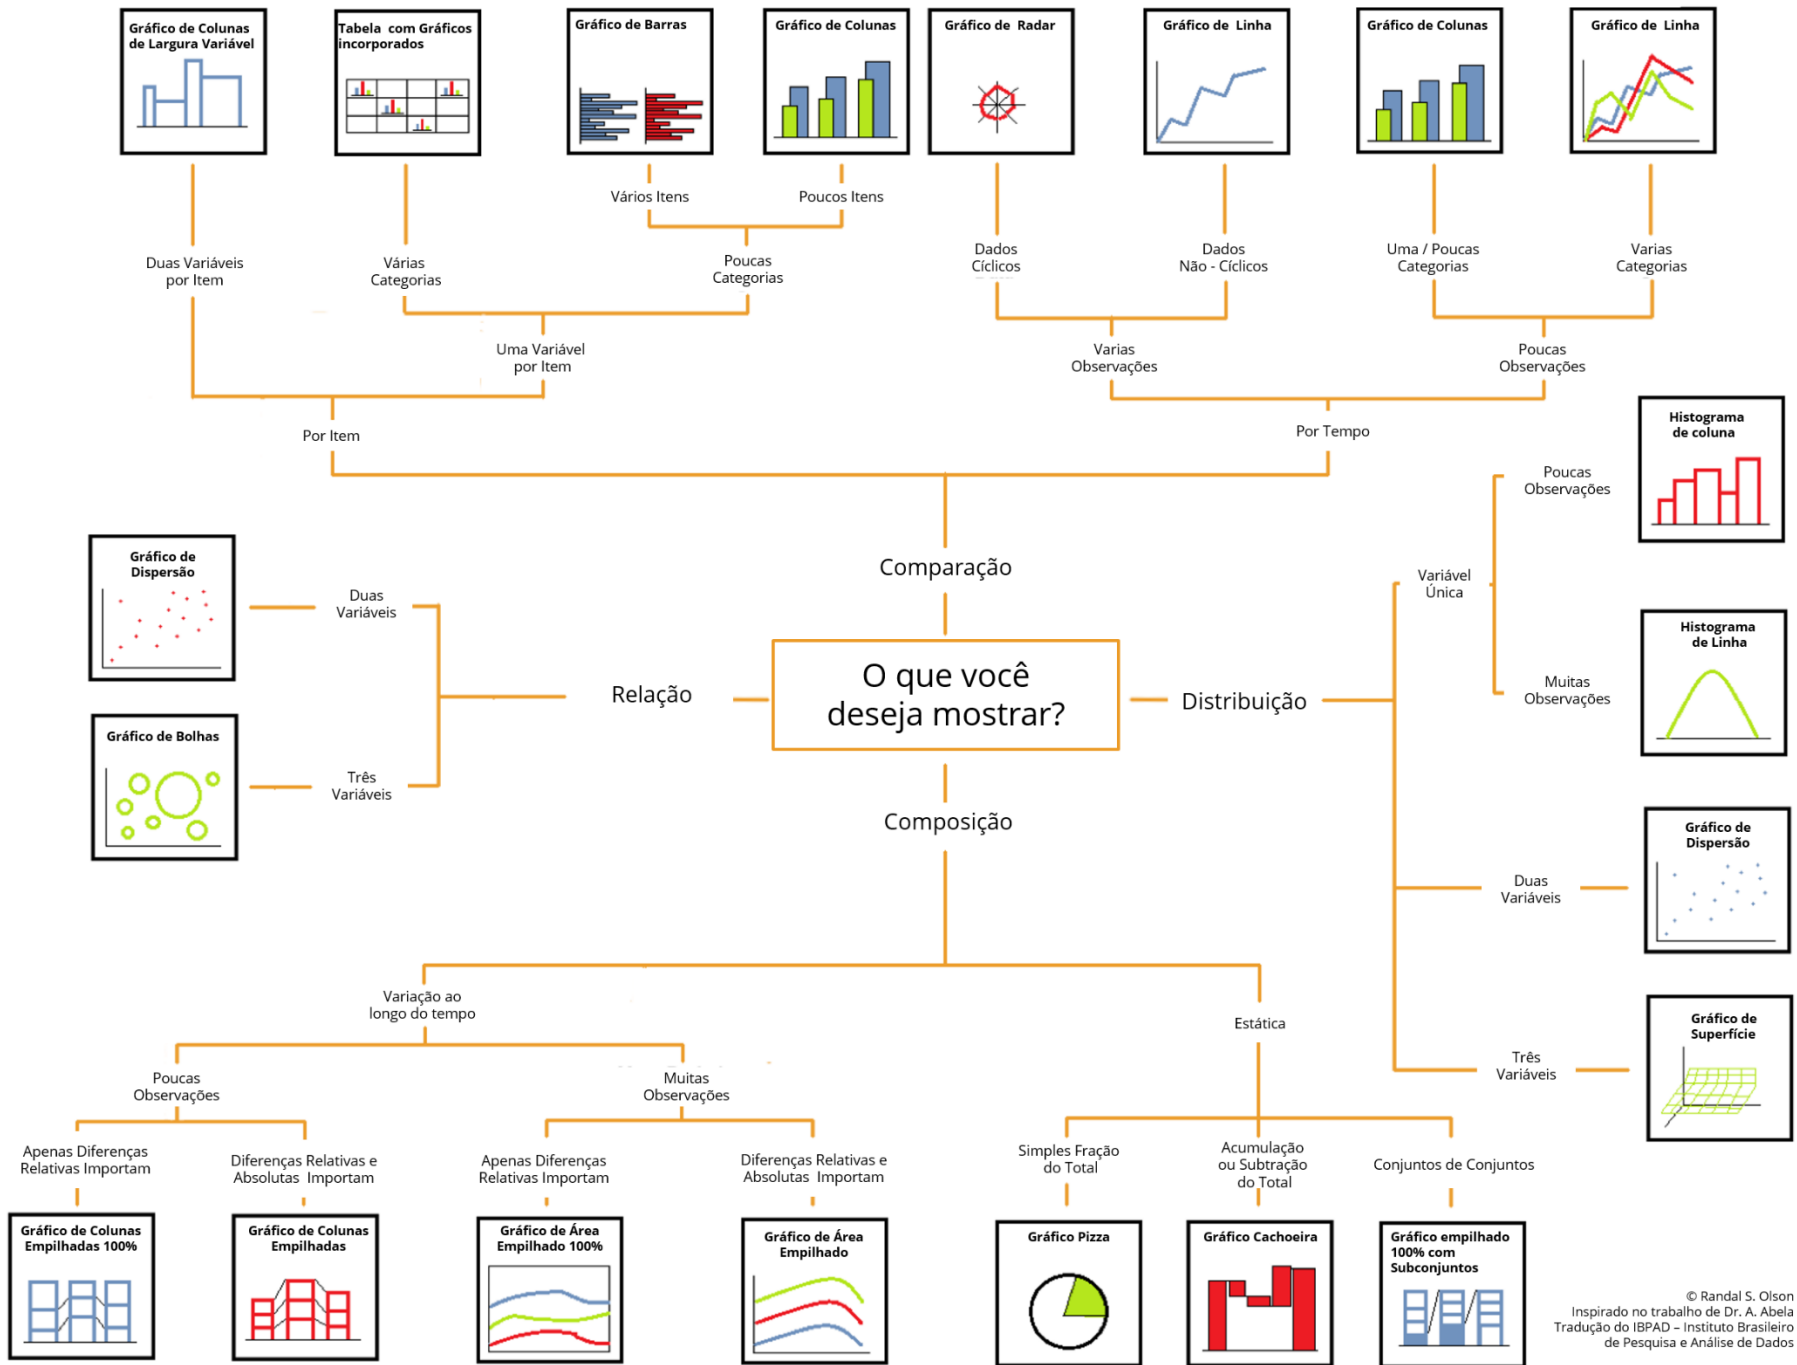 Gráfico de Colunas
de Largura Variável
Tabela com Gráficos
incorporados
Gráfico de Barras
Gráfico de Colunas
Gráfico de Radar
Gráfico de Linha
Gráfico de Colunas
Gráfico de Linha
Vários Itens
Poucos Itens
Duas Variáveis
por Item
Várias
Categorias
Poucas
Categorias
Dados
Cíclicos
Dados
Não - Cíclicos
Uma / Poucas
Categorias
Varias
Categorias
Uma Variável
por Item
Varias
Observações
Poucas
Observações
Por Item
Por Tempo
Histograma
de coluna
Poucas
Observações
Gráfico de
Dispersão
Duas
Variáveis
Comparação
Variável
Única
Histograma
de Linha
O que você
deseja mostrar?
Relação
Distribuição
Muitas
Observações
Gráfico de Bolhas
Três
Variáveis
Composição
Gráfico de
Dispersão
Duas
Variáveis
Variação ao
longo do tempo
Estática
Gráfico de
Superfície
Três
Variáveis
Poucas
Observações
Muitas
Observações
Apenas Diferenças
Relativas Importam
Diferenças Relativas e
Absolutas Importam
Apenas Diferenças
Relativas Importam
Diferenças Relativas e
Absolutas Importam
Simples Fração
do Total
Acumulação
ou Subtração
do Total
Conjuntos de Conjuntos
Gráfico de Colunas
Empilhadas 100%
Gráfico de Colunas
Empilhadas
Gráfico de Área
Empilhado 100%
Gráfico de Área
Empilhado
Gráfico Pizza
Gráfico Cachoeira
Gráfico empilhado
100% com
Subconjuntos
© Randal S. Olson
Inspirado no trabalho de Dr. A. Abela
Tradução do IBPAD – Instituto Brasileiro
de Pesquisa e Análise de Dados